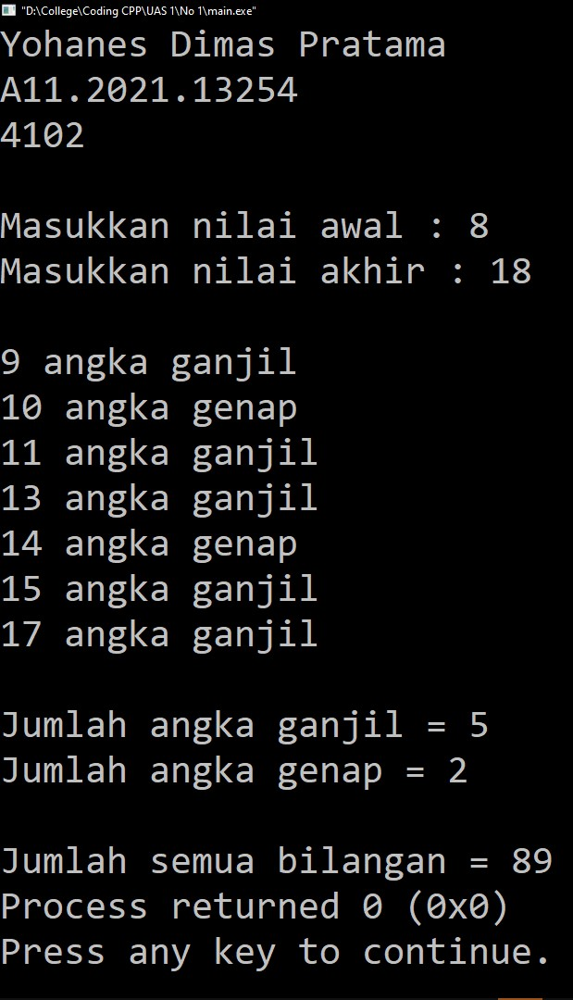 "D:\College\Coding CPP\UAS 1\No 1\main.exe"
Yohanes Dimas Pratama
A11.2021.13254
4102
Masukkan nilai awal : 8
Masukkan nilai akhir : 18
9 angka ganjil
10 angka genap
11 angka ganjil
13 angka ganjil
14 angka genap
15 angka ganjil
17 angka ganjil
Jumlah angka ganjil = 5
Jumlah angka genap = 2
Jumlah semua bilangan = 89
Process returned 0 (0x0)
Press any key to continue.